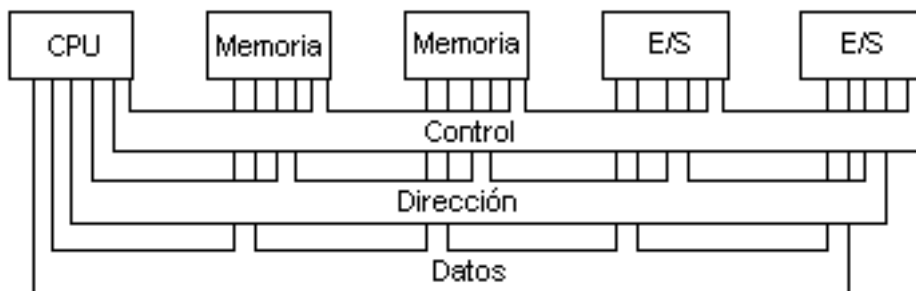 CPU
Memoria
Memoria
E/S
E/S
Control
Dirección
Datos